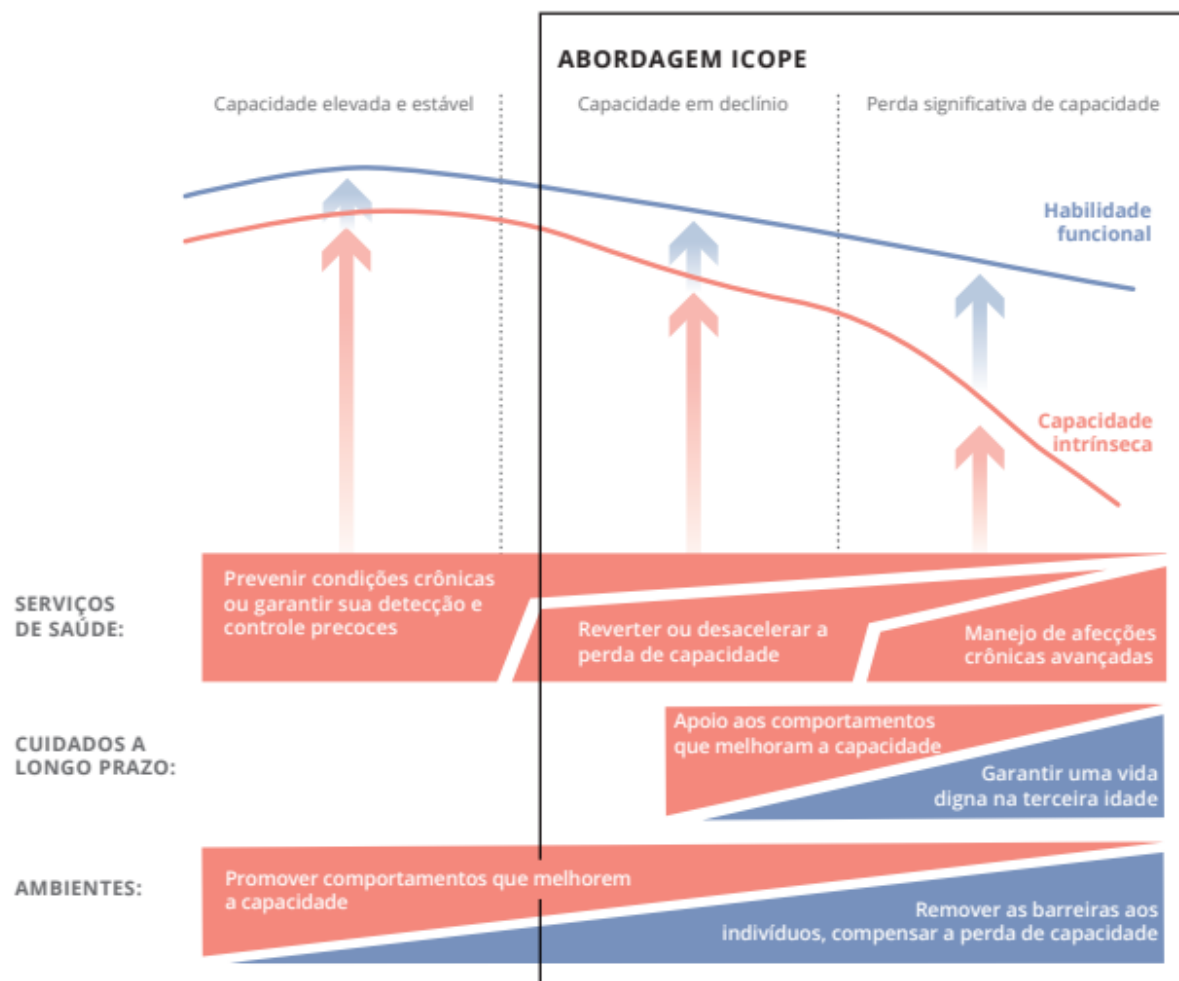 ABORDAGEM ICOPE
Capacidade elevada e estável
Capacidade em declínio
Perda significativa de capacidade
Habilidade
funcional
Capacidade
intrínseca
SERVIÇOS
DE SAÚDE:
Prevenir condições crônicas
ou garantir sua detecção e
controle precoces
Reverter ou desacelerar a
perda de capacidade
Manejo de afecções
crônicas avançadas
CUIDADOS A
LONGO PRAZO:
Apoio aos comportamentos
que melhoram a capacidade
Garantir uma vida
digna na terceira idade
AMBIENTES:
Promover comportamentos que melhorem
a capacidade
Remover as barreiras aos
indivíduos, compensar a perda de capacidade